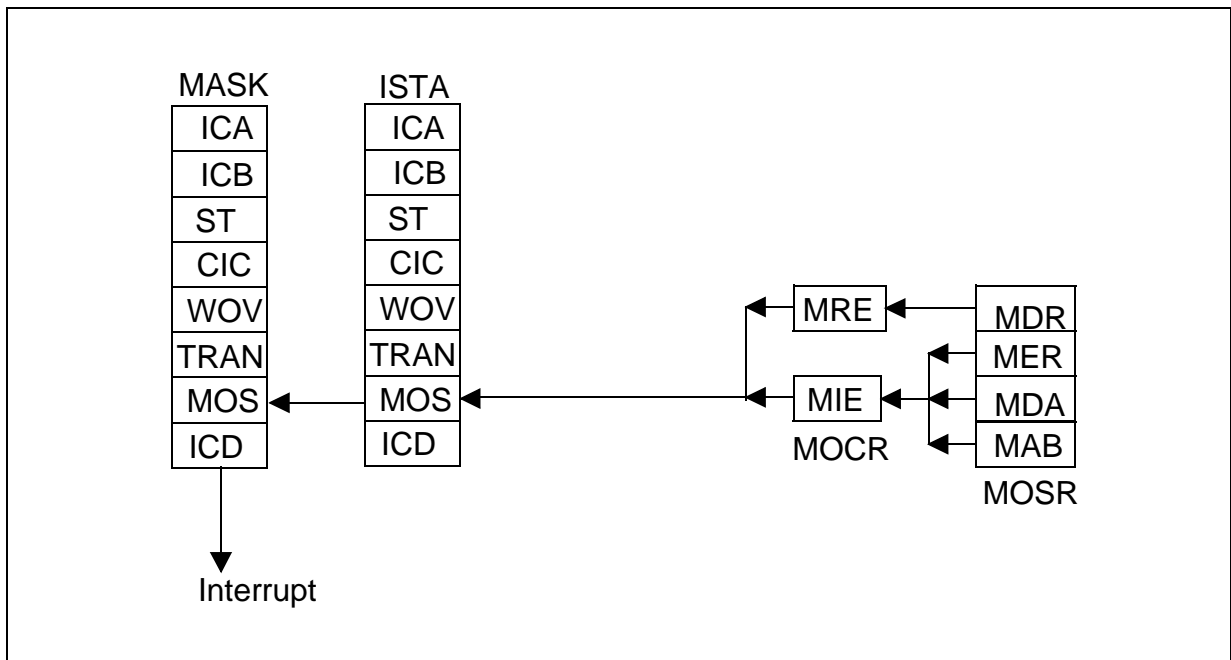 MASK
ICA
ICB
ST
CIC
WOV
TRAN
MOS
ICD
Interrupt
ISTA
ICA
ICB
ST
CIC
WOV
TRAN
MOS
ICD
MRE
MIE
MOCR
MDR
MER
MDA
MAB
MOSR